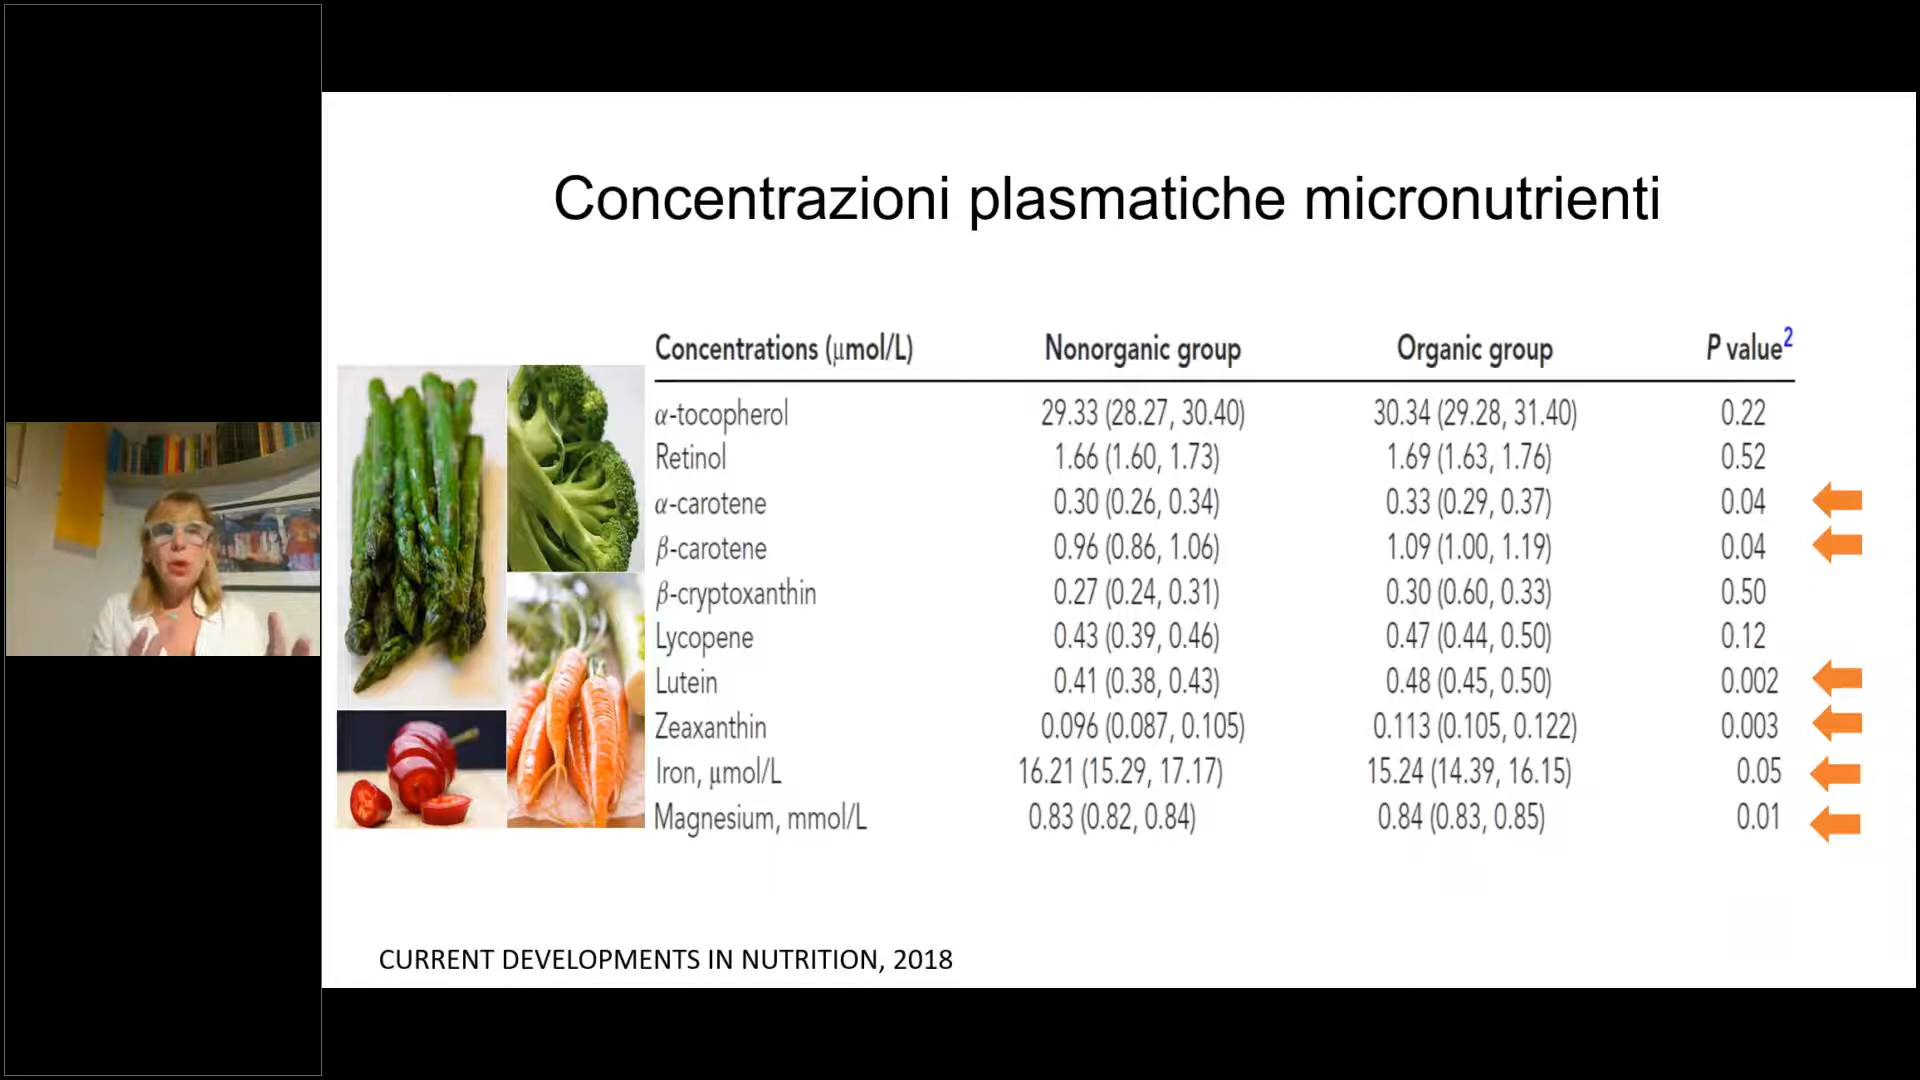 Concentrazioni plasmatiche micronutrienti
Concentrations (μmol/L) Nonorganic group Organic group P value2
α-tocopherol 29.33 (28.27, 30.40) 30.34 (29.28, 31.40) 0.22
Retinol 1.66 (1.60, 1.73) 1.69 (1.63, 1.76) 0.52
α-carotene 0.30 (0.26, 0.34) 0.33 (0.29, 0.37) 0.04
β-carotene 0.96 (0.86, 1.06) 1.09 (1.00, 1.19) 0.04
β-cryptoxanthin 0.27 (0.24, 0.31) 0.30 (0.60, 0.33) 0.50
Lycopene 0.43 (0.39, 0.46) 0.47 (0.44, 0.50) 0.12
Lutein 0.41 (0.38, 0.43) 0.48 (0.45, 0.50) 0.002
Zeaxanthin 0.096 (0.087, 0.105) 0.113 (0.105, 0.122) 0.003
Iron, μmol/L 16.21 (15.29, 17.17) 15.24 (14.39, 16.15) 0.05
Magnesium, mmol/L 0.83 (0.82, 0.84) 0.84 (0.83, 0.85) 0.01
CURRENT DEVELOPMENTS IN NUTRITION, 2018